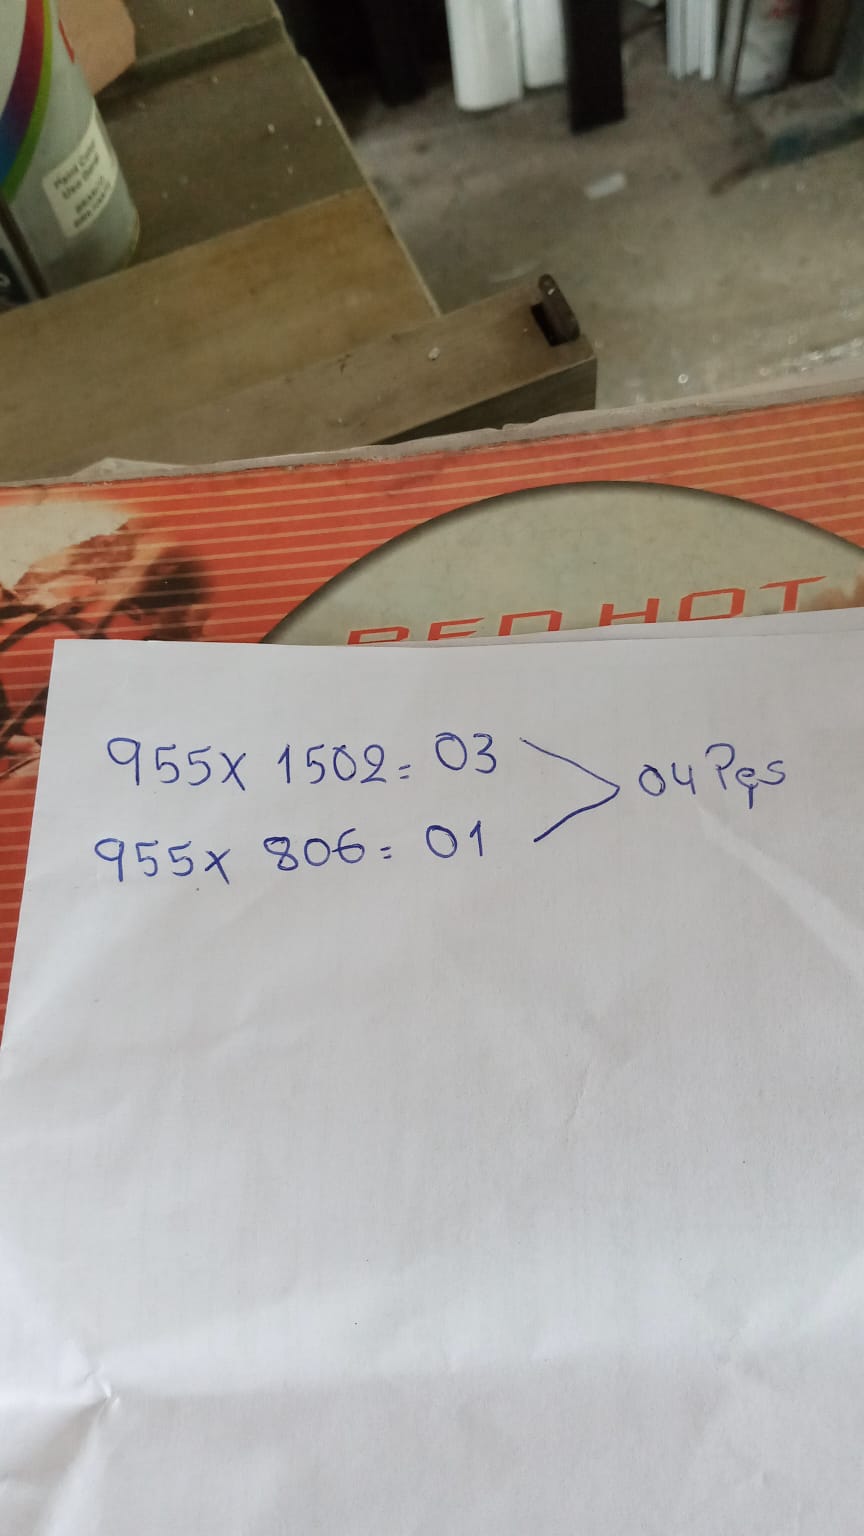 RED HOT
955x 1502= 03
04 Pçs
955x 806= 01